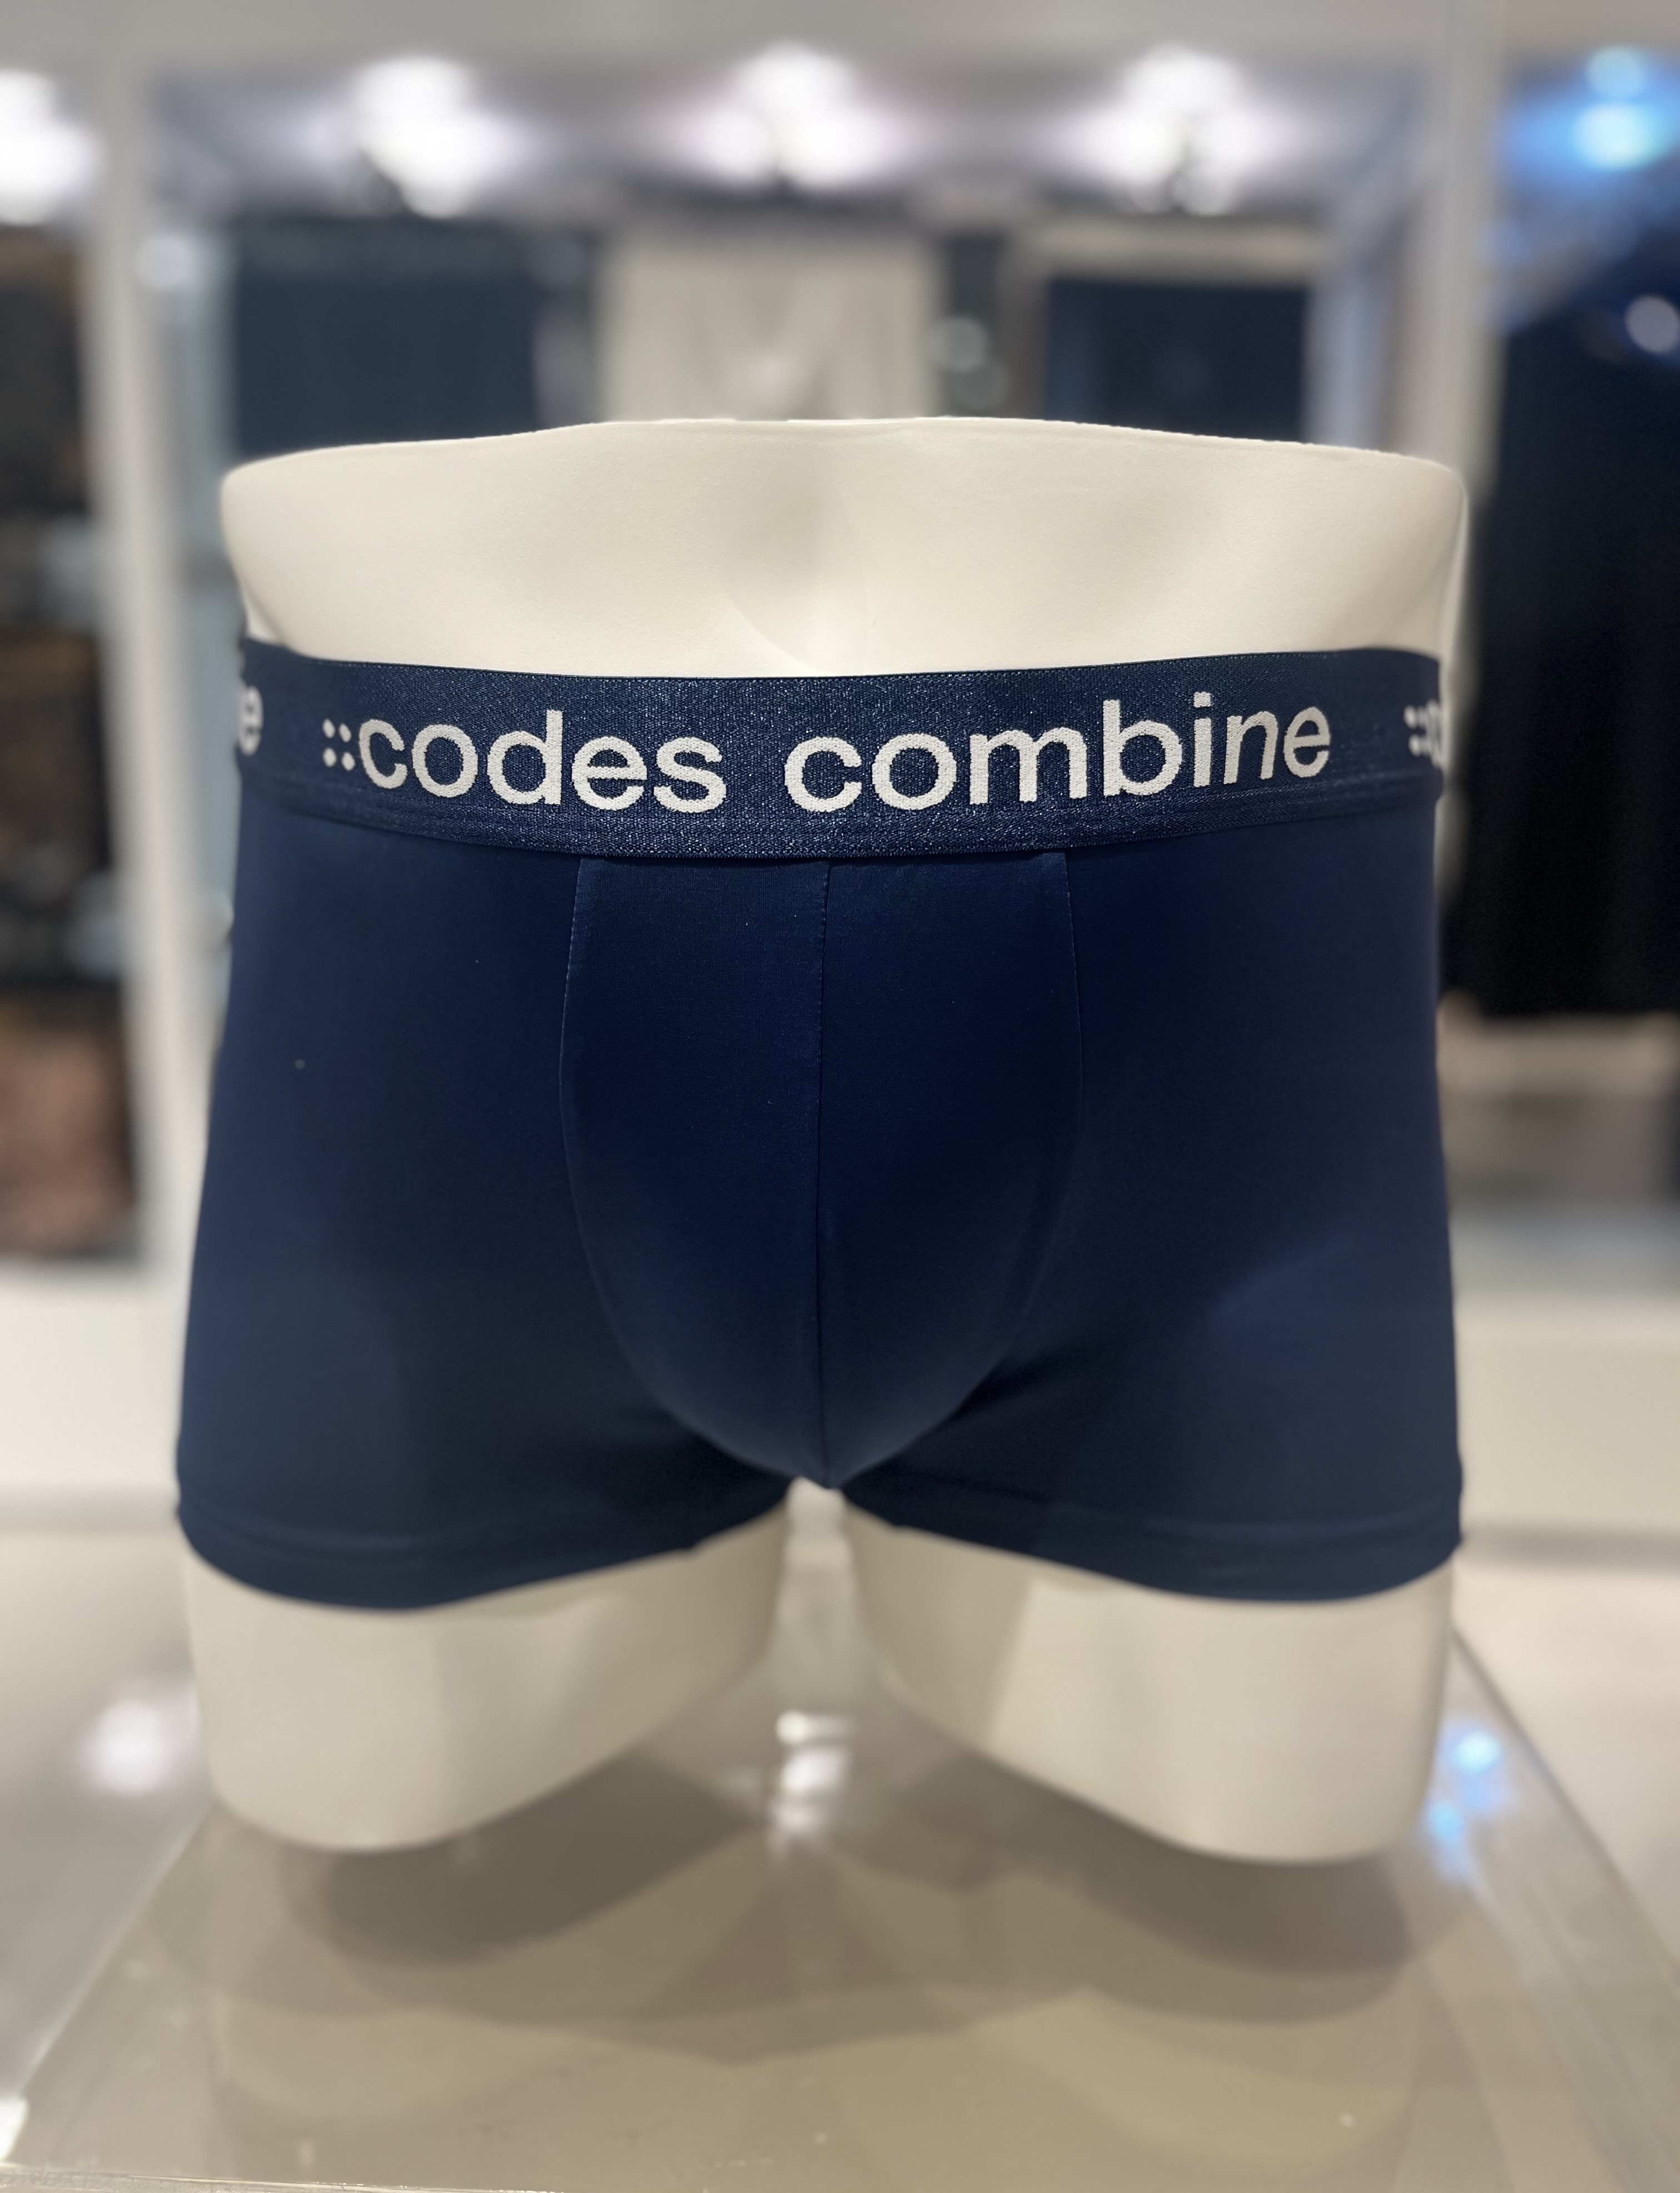 e ::codes combine ::c